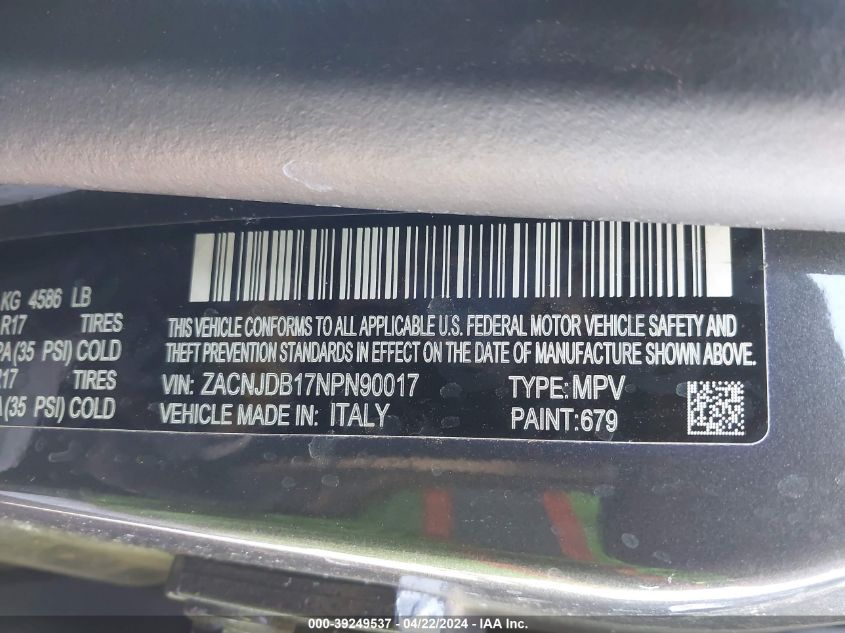 KG 4586 LB
R17 TIRES
PA (35 PSI) COLD
R17 TIRES
A (35 PSI) COLD
THIS VEHICLE CONFORMS TO ALL APPLICABLE U.S. FEDERAL MOTOR VEHICLE SAFETY AND
THEFT PREVENTION STANDARDS IN EFFECT ON THE DATE OF MANUFACTURE SHOWN ABOVE.
VIN: ZACNJDB17NPN90017 TYPE: MPV
VEHICLE MADE IN: ITALY PAINT:679
000-39249537 - 04/22/2024 - IAA Inc.